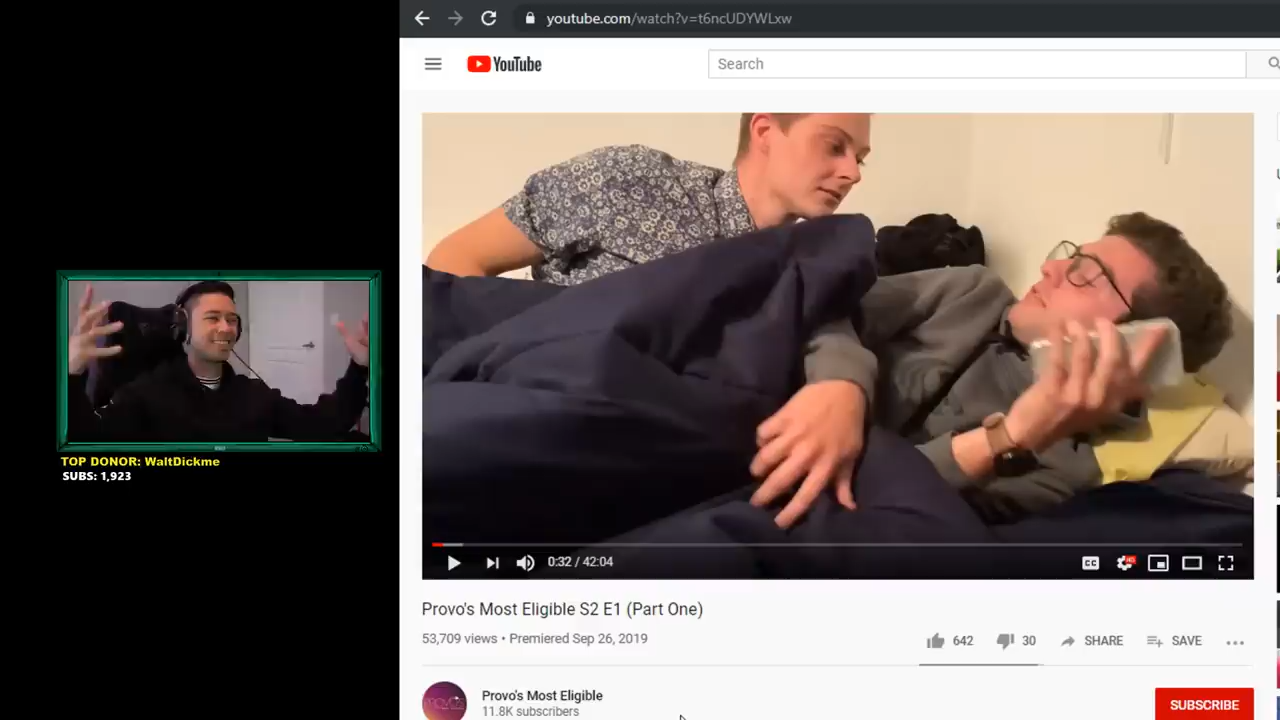 youtube.com/watch?v=t6ncUDYWLxw
YouTube
Search
0:32 / 42:04
CC
HD
Provo's Most Eligible S2 E1 (Part One)
53,709 views • Premiered Sep 26, 2019
642
30
SHARE
SAVE
Provo's Most Eligible
11.8K subscribers
SUBSCRIBE
TOP DONOR: WaltDickme
SUBS: 1,923